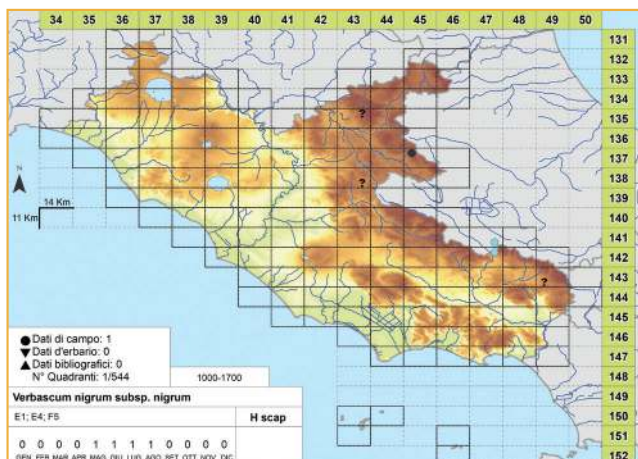 34 35 36 37 38 39 40 41 42 43 44 45 46 47 48 49 50
131
132
133
134
?
135
136
137
N
138
?
139
14 Km
11 Km
140
141
142
143
?
144
145
146
147
148
149
150
151
152
Dati di campo: 1
Dati d'erbario: 0
Dati bibliografici: 0
N° Quadranti: 1/544
1000-1700
Verbascum nigrum subsp. nigrum
E1; E4; F5
H scap
0 0 0 0 1 1 1 1 0 0 0 0
GEN FEB MAR APR MAG GIU LUG AGO SET OTT NOV DIC